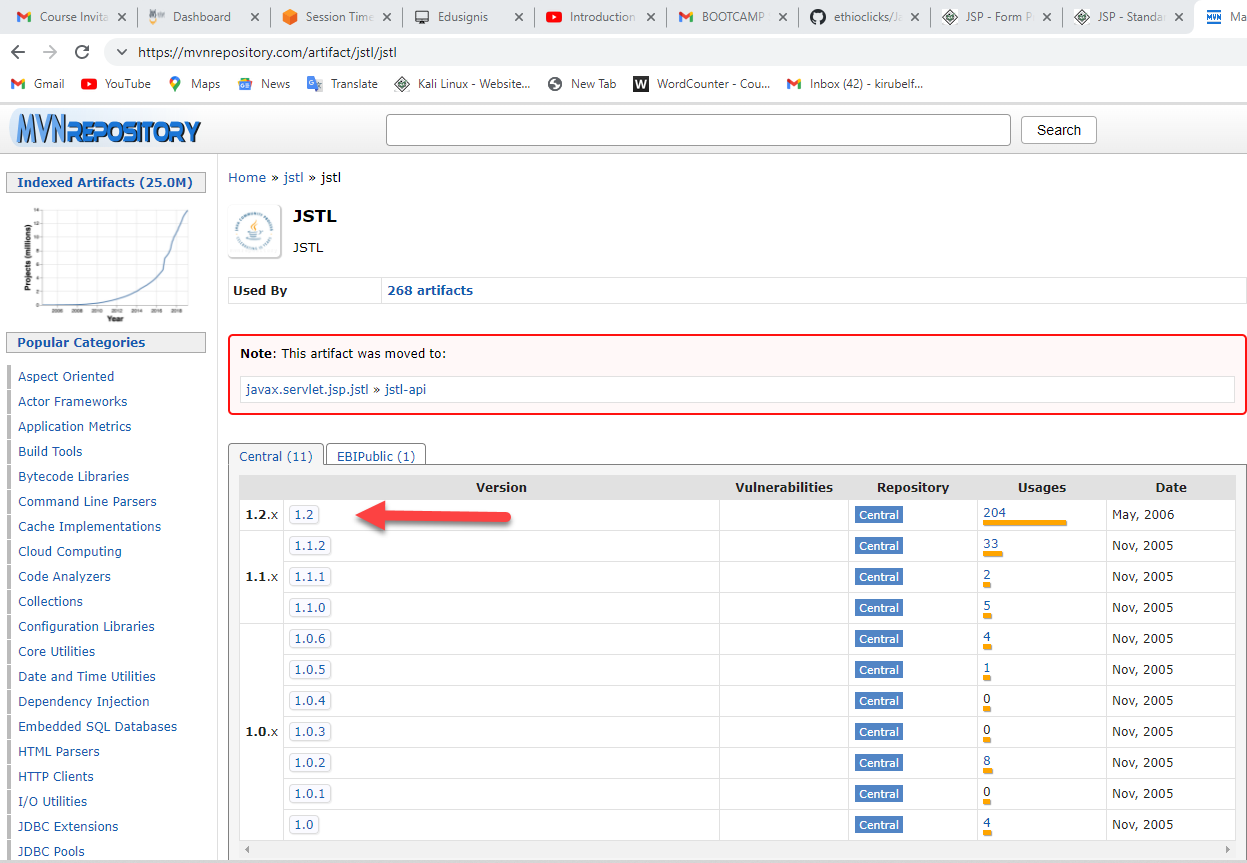 Course Invita
Dashboard
Session Time
Edusignis
Introduction
BOOTCAMP
ethioclicks/Ja
JSP - Form P
JSP - Standa
Ma
https://mvnrepository.com/artifact/jstl/jstl
Gmail
YouTube
Maps
News
Translate
Kali Linux - Website...
New Tab
WordCounter - Cou...
Inbox (42) - kirubelf...
MVNREPOSITORY
Search
Indexed Artifacts (25.0M)
Projects (millions)
Year
Popular Categories
Aspect Oriented
Actor Frameworks
Application Metrics
Build Tools
Bytecode Libraries
Command Line Parsers
Cache Implementations
Cloud Computing
Code Analyzers
Collections
Configuration Libraries
Core Utilities
Date and Time Utilities
Dependency Injection
Embedded SQL Databases
HTML Parsers
HTTP Clients
I/O Utilities
JDBC Extensions
JDBC Pools
Home » jstl » jstl
JSTL
JSTL
Used By 268 artifacts
Note: This artifact was moved to:
javax.servlet.jsp.jstl » jstl-api
Central (11) EBIPublic (1)
Version Vulnerabilities Repository Usages Date
1.2.x 1.2 Central 204 May, 2006
1.1.2 Central 33 Nov, 2005
1.1.x 1.1.1 Central 2 Nov, 2005
1.1.0 Central 5 Nov, 2005
1.0.6 Central 4 Nov, 2005
1.0.5 Central 1 Nov, 2005
1.0.4 Central 0 Nov, 2005
1.0.x 1.0.3 Central 0 Nov, 2005
1.0.2 Central 8 Nov, 2005
1.0.1 Central 0 Nov, 2005
1.0 Central 4 Nov, 2005